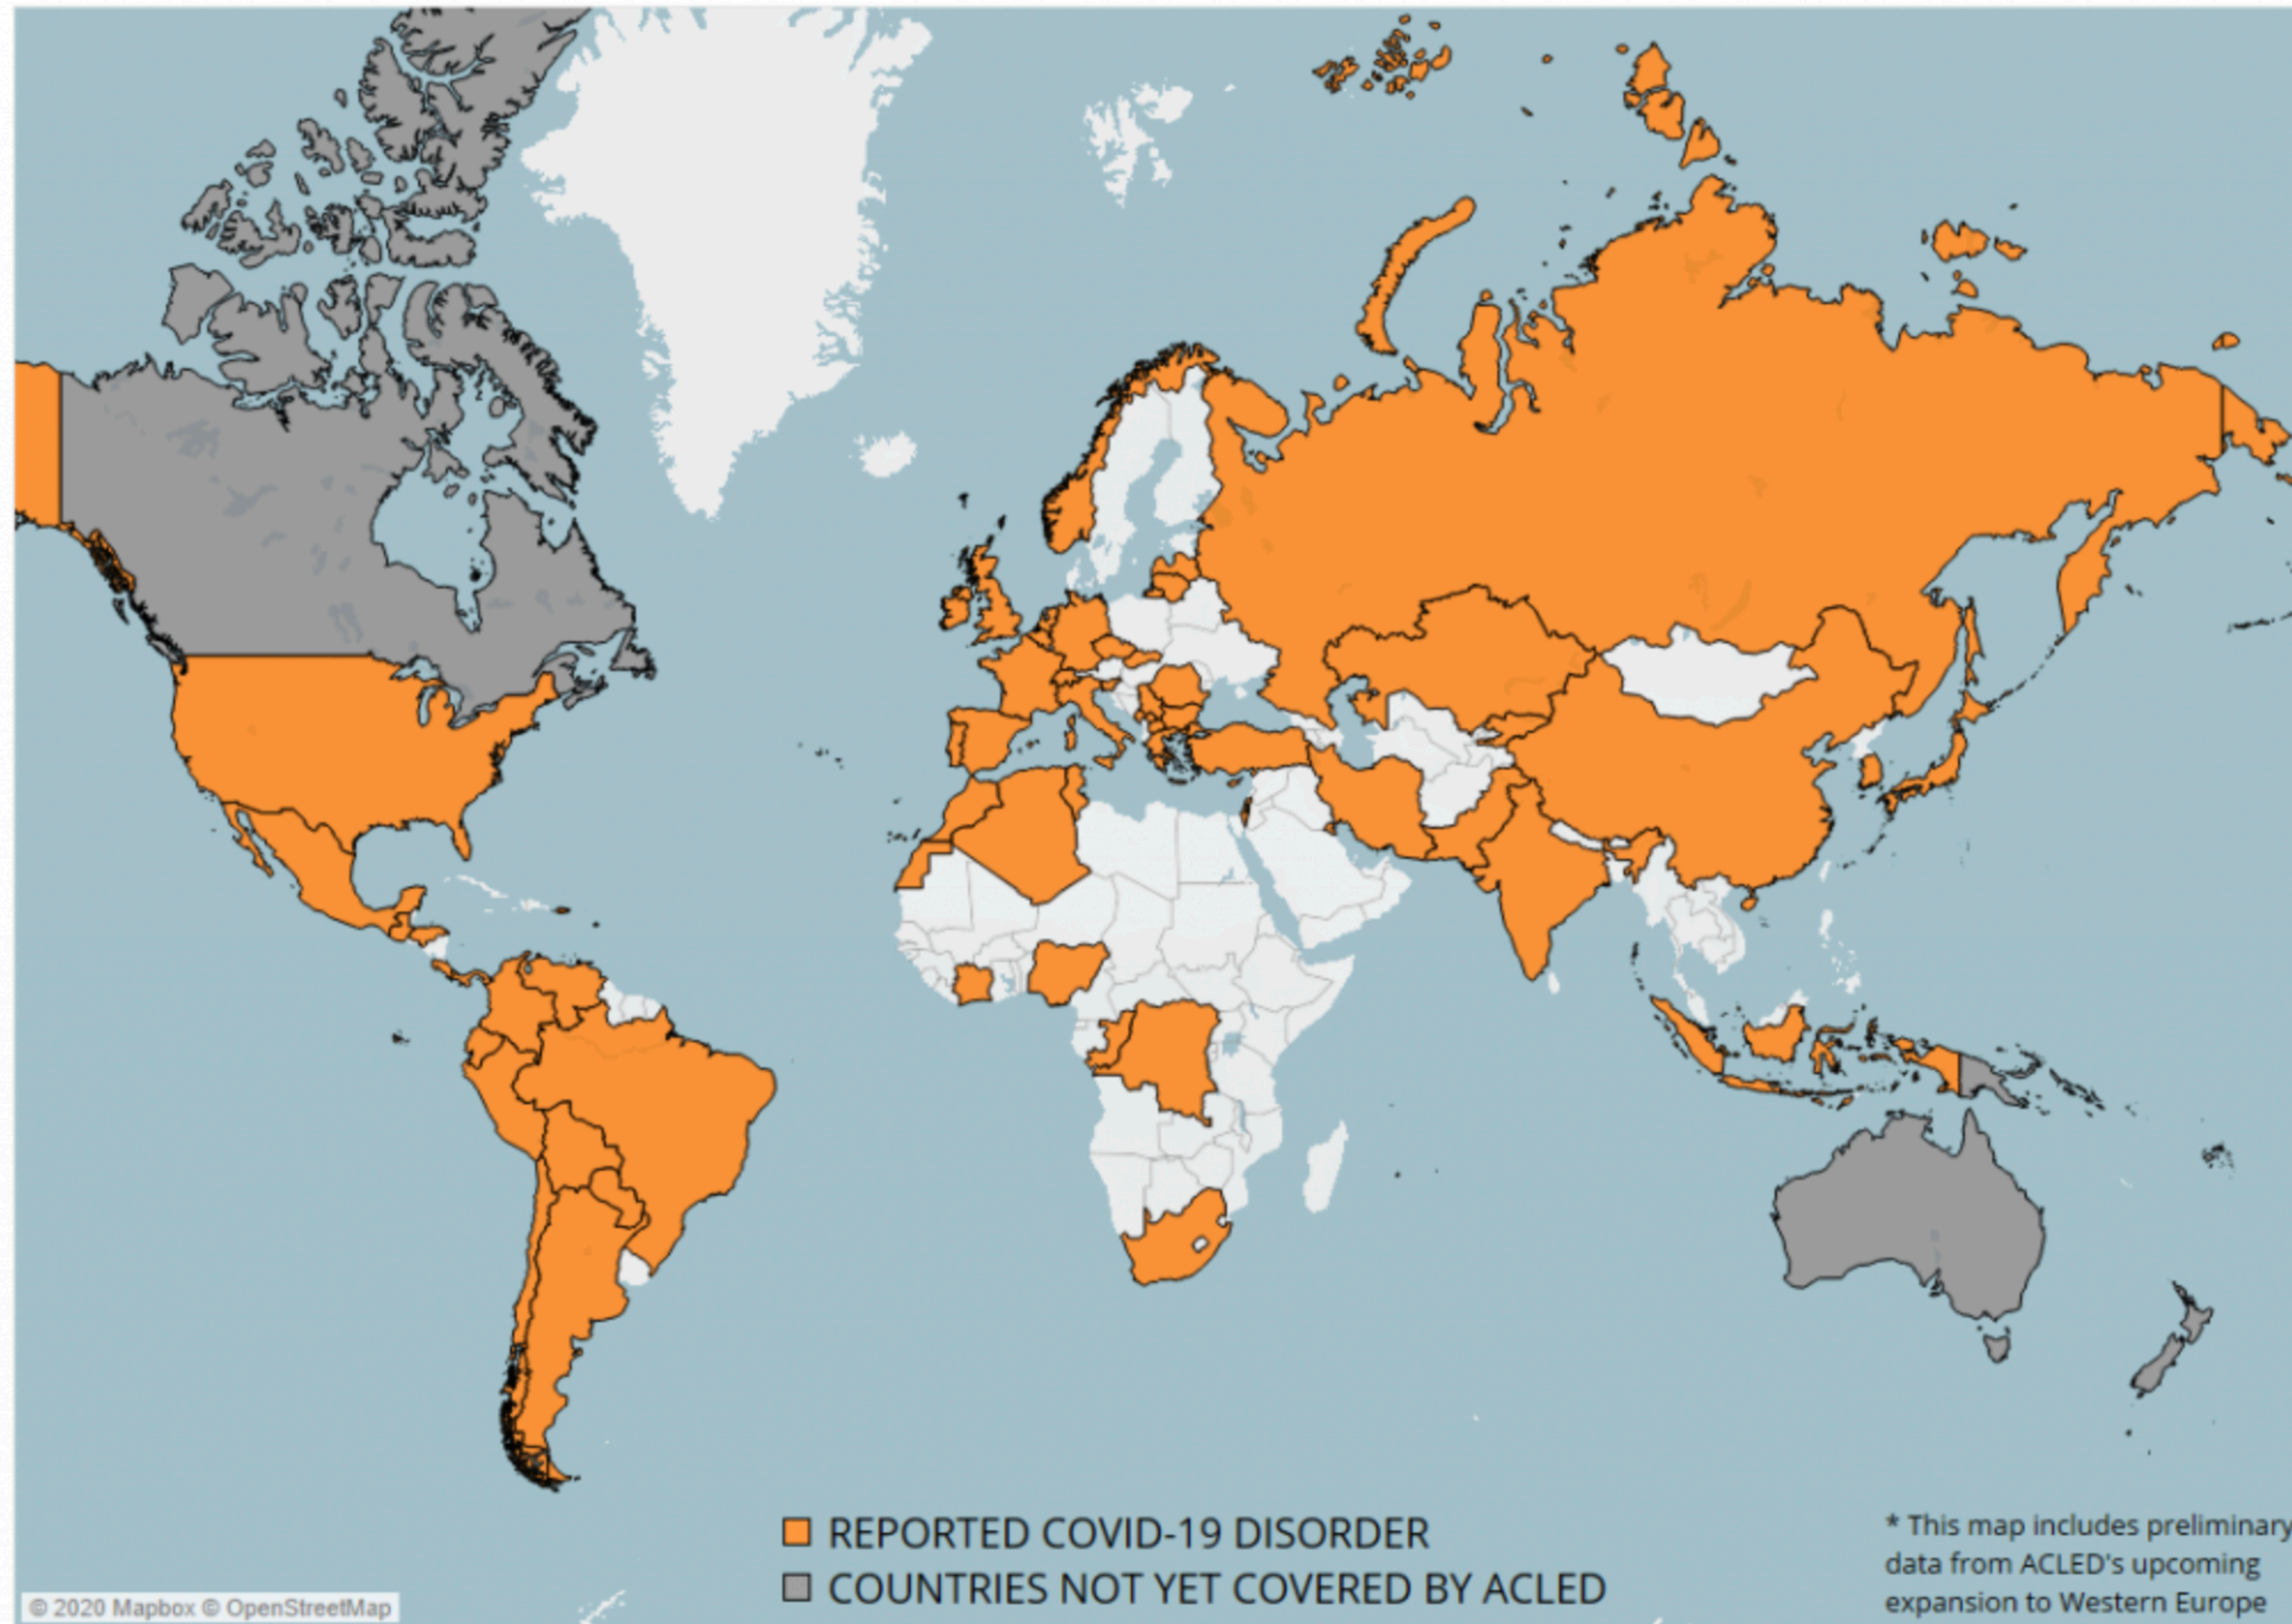 REPORTED COVID-19 DISORDER
COUNTRIES NOT YET COVERED BY ACLED
* This map includes preliminary
data from ACLED's upcoming
expansion to Western Europe
© 2020 Mapbox © OpenStreetMap